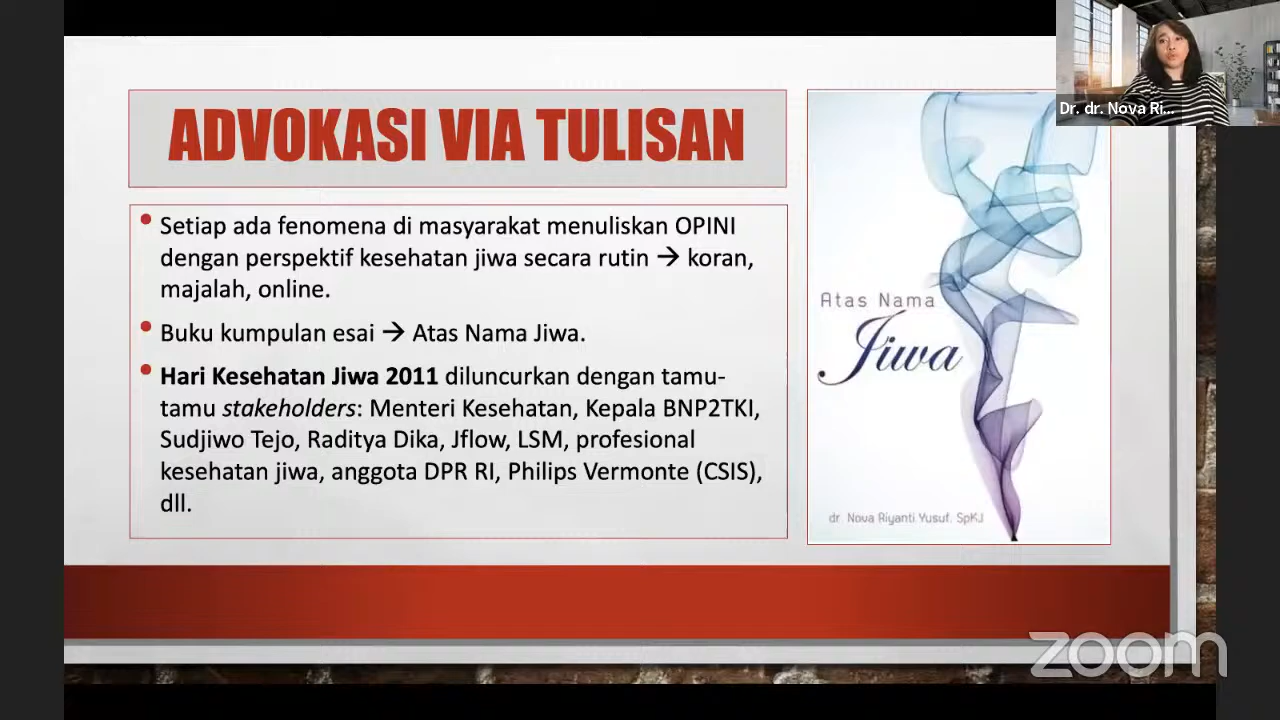 Dr. dr. Nova Ri...
ADVOKASI VIA TULISAN
• Setiap ada fenomena di masyarakat menuliskan OPINI
dengan perspektif kesehatan jiwa secara rutin → koran,
majalah, online.
• Buku kumpulan esai → Atas Nama Jiwa.
• Hari Kesehatan Jiwa 2011 diluncurkan dengan tamu-
tamu stakeholders: Menteri Kesehatan, Kepala BNP2TKI,
Sudjiwo Tejo, Raditya Dika, Jflow, LSM, profesional
kesehatan jiwa, anggota DPR RI, Philips Vermonte (CSIS),
dll.
Atas Nama
Jiwa
dr. Nova Riyanti Yusuf, SpKJ
zoom